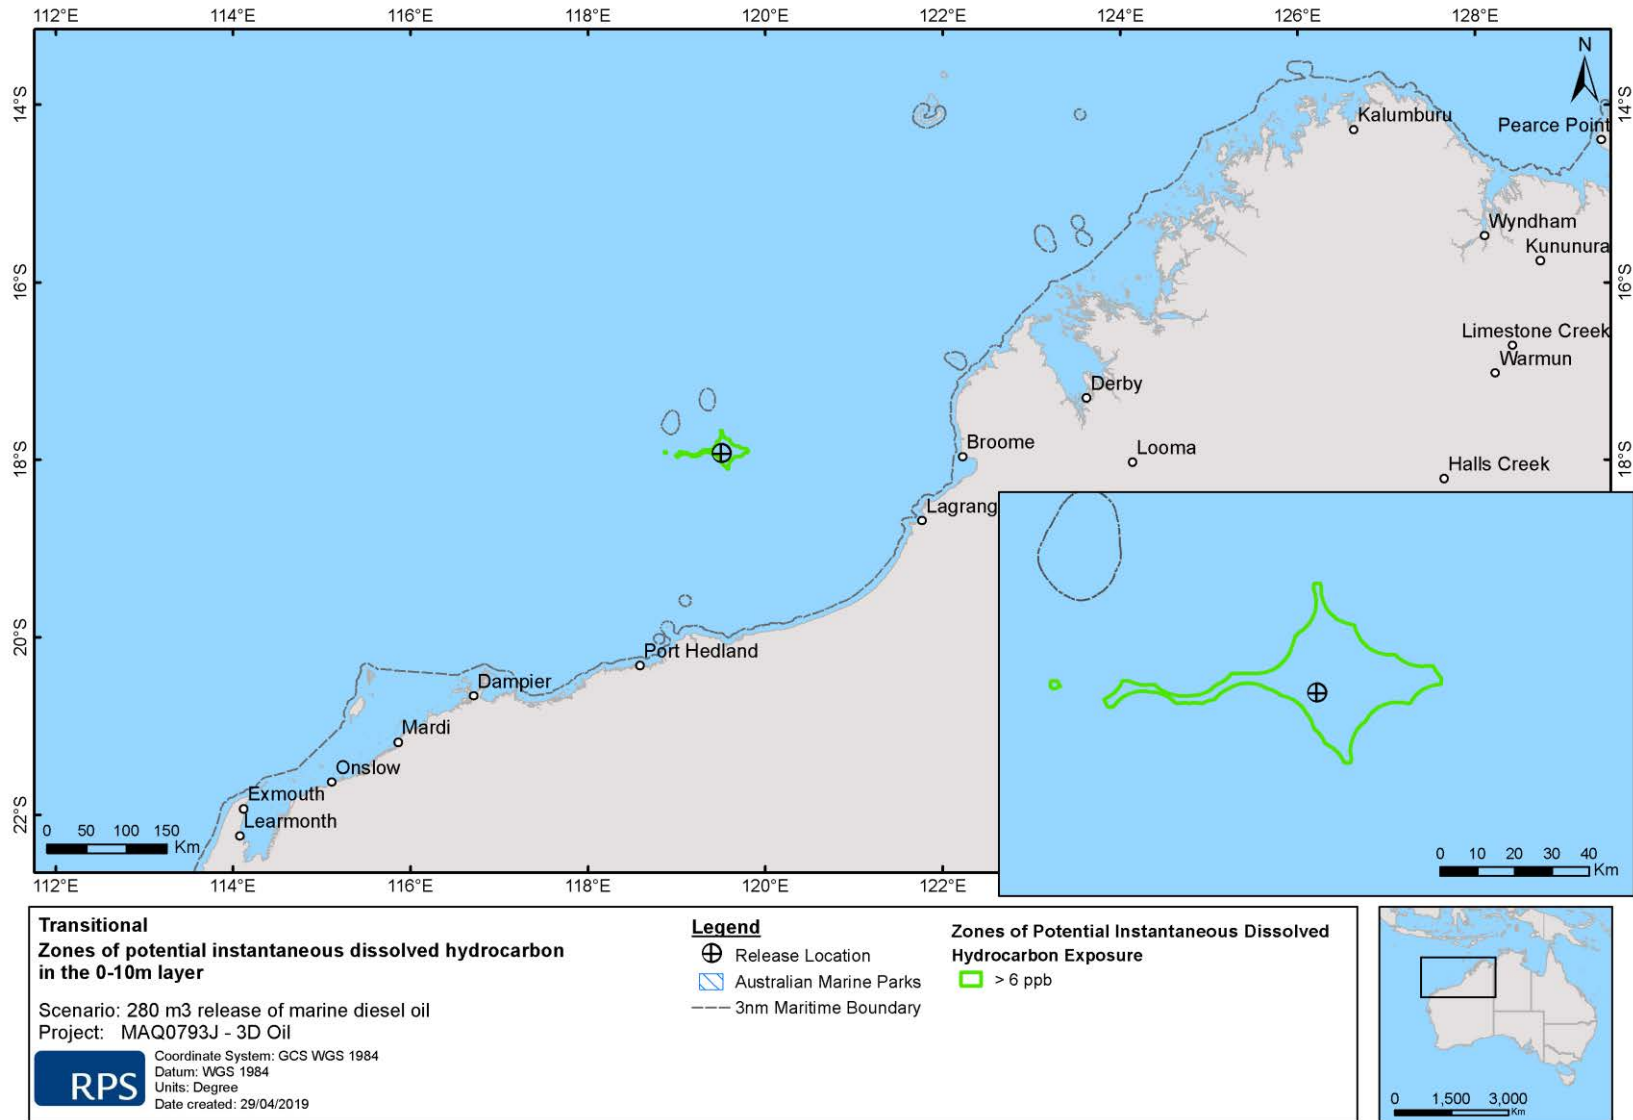 112°E
114°E
116°E
118°E
120°E
122°E
124°E
126°E
128°E
N
14°S
14°S
Kalumburu
Pearce Point
Wyndham
Kununura
16°S
16°S
Limestone Creek
Warmun
Derby
Broome
Looma
18°S
18°S
Halls Creek
Lagrang
20°S
Port Hedland
Dampier
Mardi
Onslow
Exmouth
22°S
Learmonth
0 50 100 150
Km
0 10 20 30 40
Km
112°E
114°E
116°E
118°E
120°E
122°E
Transitional
Zones of potential instantaneous dissolved hydrocarbon
in the 0-10m layer
Scenario: 280 m3 release of marine diesel oil
Project: MAQ0793J - 3D Oil
RPS
Coordinate System: GCS WGS 1984
Datum: WGS 1984
Units: Degree
Date created: 29/04/2019
Legend
Release Location
Australian Marine Parks
3nm Maritime Boundary
Zones of Potential Instantaneous Dissolved
Hydrocarbon Exposure
> 6 ppb
0 1,500 3,000
Km